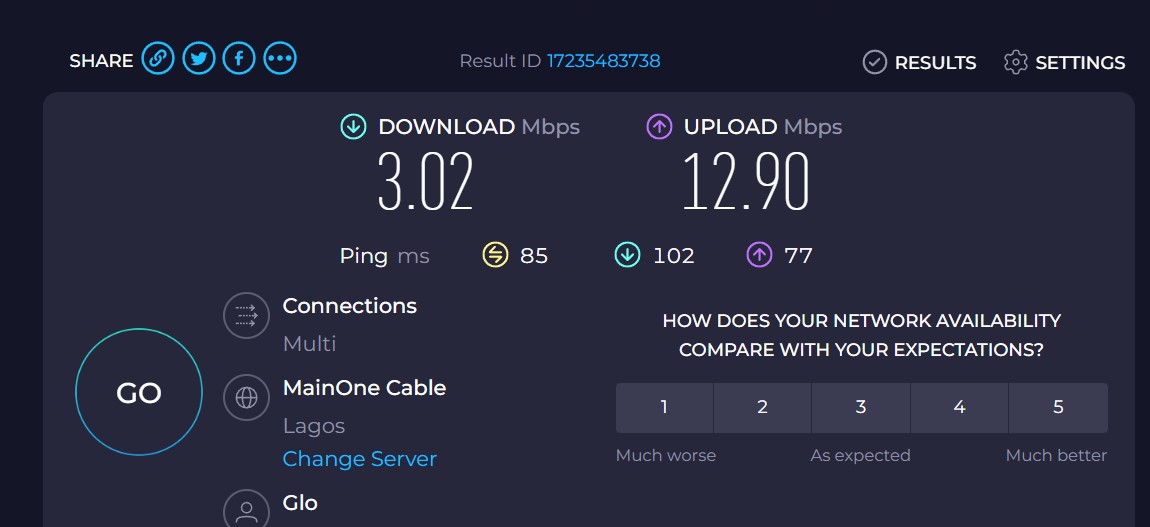 SHARE
Result ID 17235483738
RESULTS
SETTINGS
DOWNLOAD Mbps
UPLOAD Mbps
3.02
12.90
Ping ms
85
102
77
Connections
Multi
HOW DOES YOUR NETWORK AVAILABILITY
COMPARE WITH YOUR EXPECTATIONS?
GO
MainOne Cable
Lagos
Change Server
1
2
3
4
5
Much worse
As expected
Much better
Glo